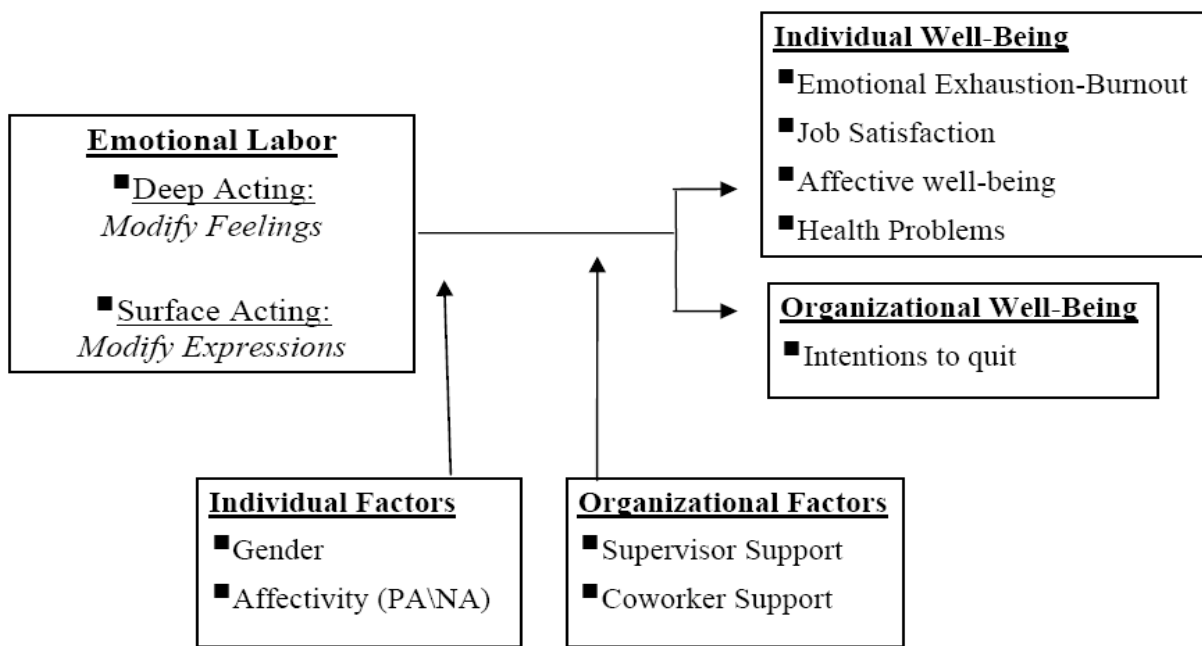 Emotional Labor
■Deep Acting:
Modify Feelings
■Surface Acting:
Modify Expressions
Individual Well-Being
■Emotional Exhaustion-Burnout
■Job Satisfaction
■Affective well-being
■Health Problems
Organizational Well-Being
■Intentions to quit
Individual Factors
■Gender
■Affectivity (PA\NA)
Organizational Factors
■Supervisor Support
■Coworker Support